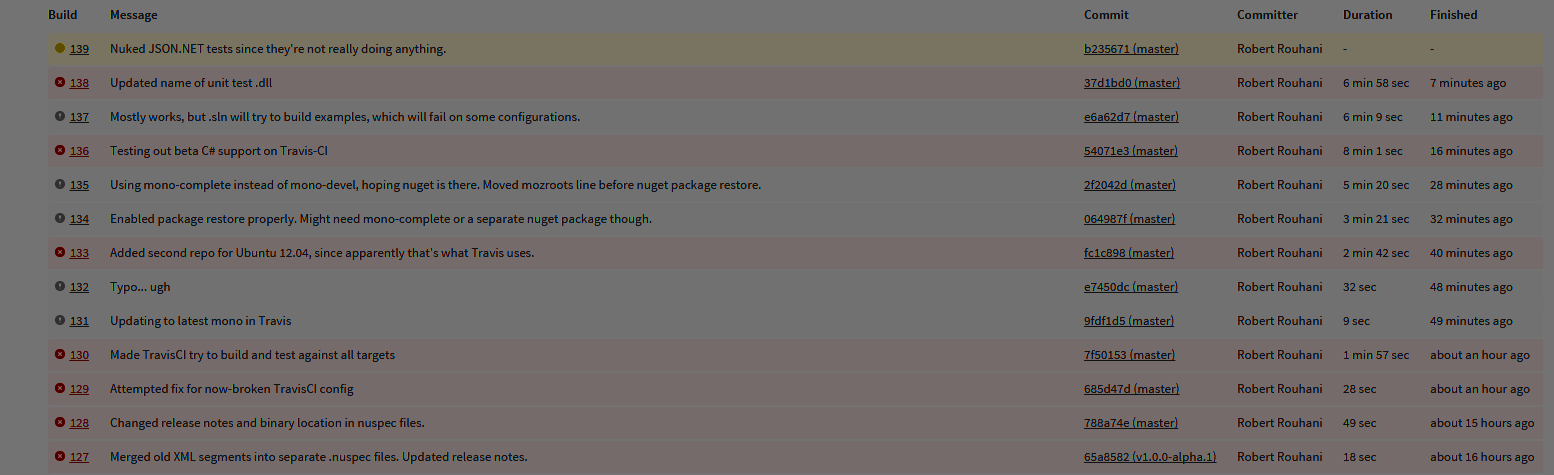 Build Message Commit Committer Duration Finished
139 Nuked JSON.NET tests since they're not really doing anything. b235671 (master) Robert Rouhani - -
138 Updated name of unit test .dll 37d1bd0 (master) Robert Rouhani 6 min 58 sec 7 minutes ago
137 Mostly works, but .sln will try to build examples, which will fail on some configurations. e6a62d7 (master) Robert Rouhani 6 min 9 sec 11 minutes ago
136 Testing out beta C# support on Travis-CI 54071e3 (master) Robert Rouhani 8 min 1 sec 16 minutes ago
135 Using mono-complete instead of mono-devel, hoping nuget is there. Moved mozroots line before nuget package restore. 2f2042d (master) Robert Rouhani 5 min 20 sec 28 minutes ago
134 Enabled package restore properly. Might need mono-complete or a separate nuget package though. 064987f (master) Robert Rouhani 3 min 21 sec 32 minutes ago
133 Added second repo for Ubuntu 12.04, since apparently that's what Travis uses. fc1c898 (master) Robert Rouhani 2 min 42 sec 40 minutes ago
132 Typo... ugh e7450dc (master) Robert Rouhani 32 sec 48 minutes ago
131 Updating to latest mono in Travis 9fdf1d5 (master) Robert Rouhani 9 sec 49 minutes ago
130 Made TravisCI try to build and test against all targets 7f50153 (master) Robert Rouhani 1 min 57 sec about an hour ago
129 Attempted fix for now-broken TravisCI config 685d47d (master) Robert Rouhani 28 sec about an hour ago
128 Changed release notes and binary location in nuspec files. 788a74e (master) Robert Rouhani 49 sec about 15 hours ago
127 Merged old XML segments into separate .nuspec files. Updated release notes. 65a8582 (v1.0.0-alpha.1) Robert Rouhani 18 sec about 16 hours ago